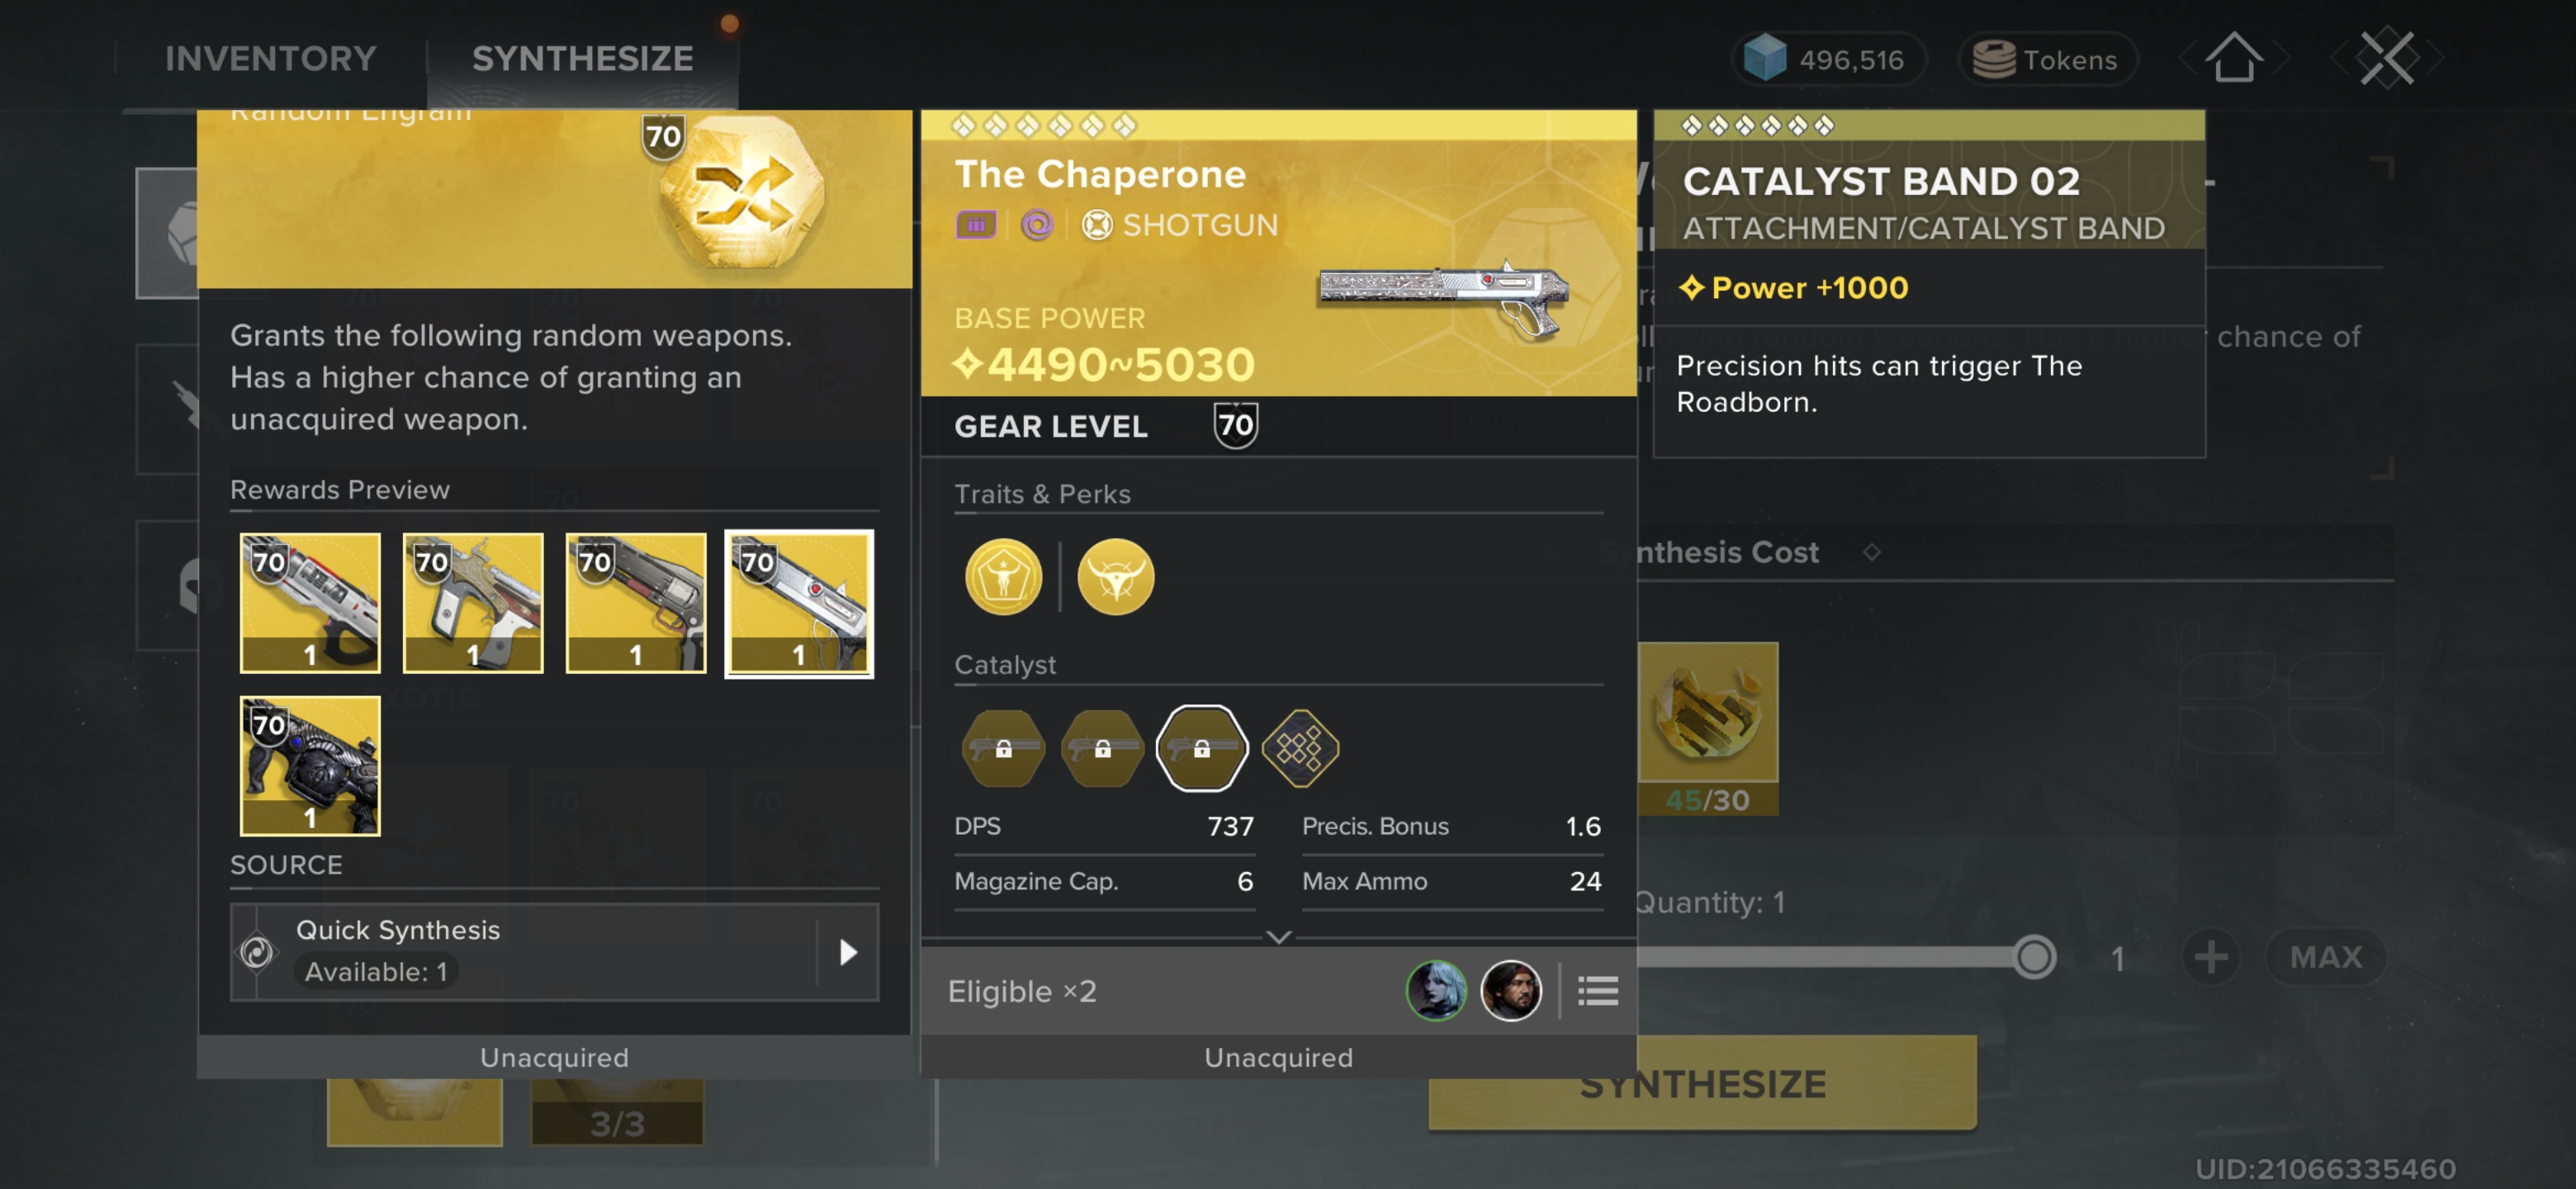 INVENTORY
SYNTHESIZE
496,516
Tokens
Random Engram
70
Grants the following random weapons.
Has a higher chance of granting an
unacquired weapon.
Rewards Preview
70
1
70
1
70
1
70
1
70
1
SOURCE
Quick Synthesis
Available: 1
Unacquired
3/3
The Chaperone
SHOTGUN
BASE POWER
4490~5030
GEAR LEVEL
70
Traits & Perks
Catalyst
DPS 737
Precis. Bonus 1.6
Magazine Cap. 6
Max Ammo 24
Eligible ×2
Unacquired
CATALYST BAND 02
ATTACHMENT/CATALYST BAND
Power +1000
Precision hits can trigger The
Roadborn.
chance of
Synthesis Cost
45/30
Quantity: 1
1
MAX
SYNTHESIZE
UID:21066335460